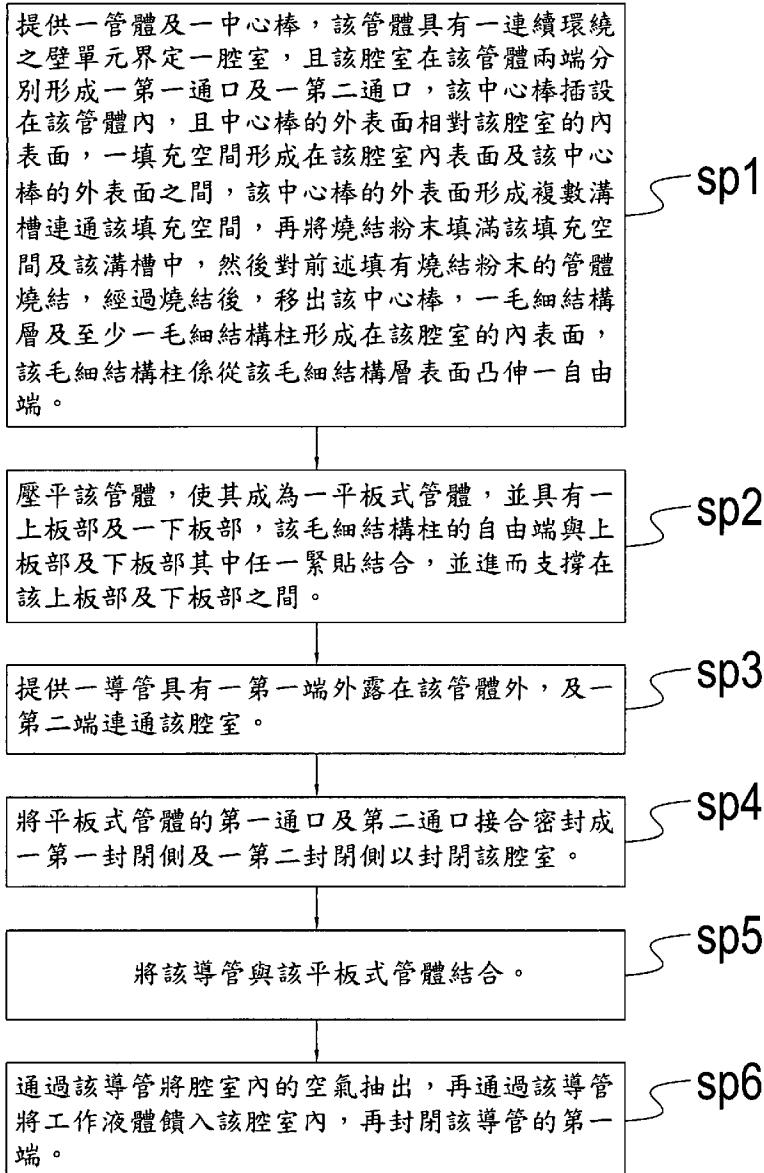 提供一管體及一中心棒，該管體具有一連續環繞
之壁單元界定一腔室，且該腔室在該管體兩端分
別形成一第一通口及一第二通口，該中心棒插設
在該管體內，且中心棒的外表面相對該腔室的內
表面，一填充空間形成在該腔室內表面及該中心
棒的外表面之間，該中心棒的外表面形成複數溝
槽連通該填充空間，再將燒結粉末填滿該填充空
間及該溝槽中，然後對前述填有燒結粉末的管體
燒結，經過燒結後，移出該中心棒，一毛細結構
層及至少一毛細結構柱形成在該腔室的內表面，
該毛細結構柱係從該毛細結構層表面凸伸一自由
端。
sp1
壓平該管體，使其成為一平板式管體，並具有一
上板部及一下板部，該毛細結構柱的自由端與上
板部及下板部其中任一緊貼結合，並進而支撐在
該上板部及下板部之間。
sp2
提供一導管具有一第一端外露在該管體外，及一
第二端連通該腔室。
sp3
將平板式管體的第一通口及第二通口接合密封成
一第一封閉側及一第二封閉側以封閉該腔室。
sp4
將該導管與該平板式管體結合。
sp5
通過該導管將腔室內的空氣抽出，再通過該導管
將工作液體饋入該腔室內，再封閉該導管的第一
端。
sp6